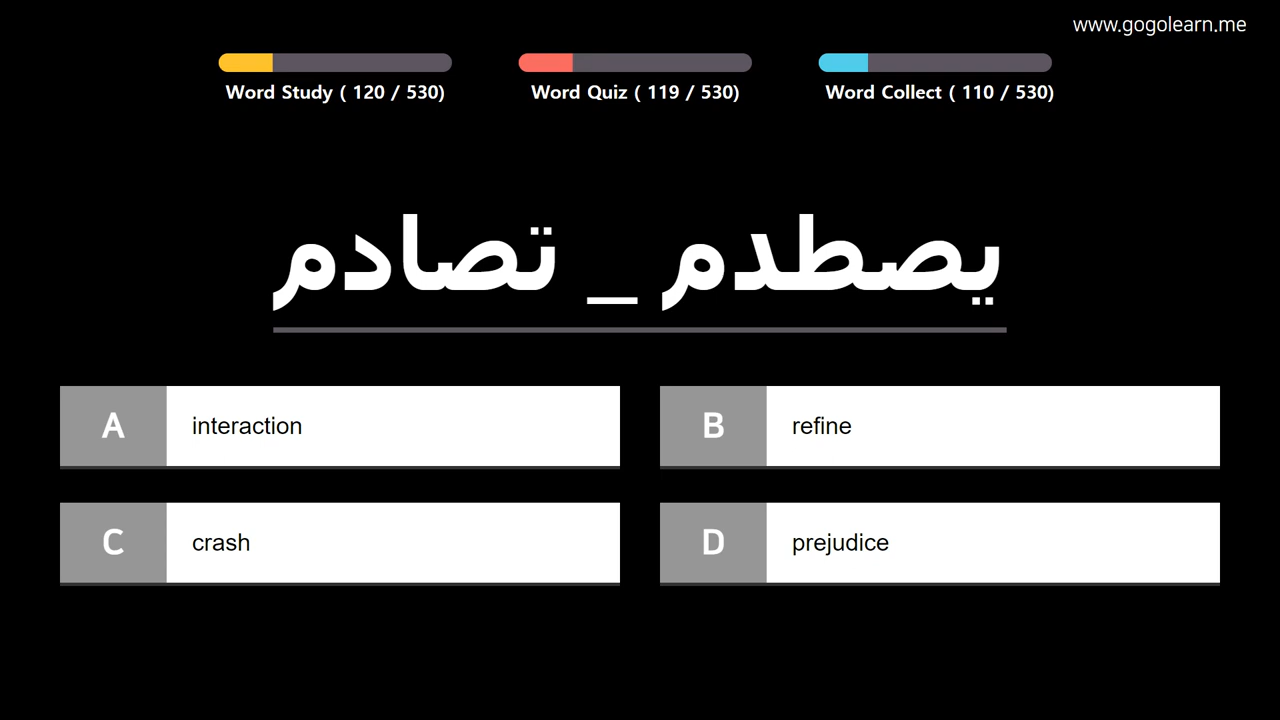 www.gogolearn.me
Word Study ( 120 / 530)
Word Quiz ( 119 / 530)
Word Collect ( 110 / 530)
يصطدم _ تصادم
A interaction
B refine
C crash
D prejudice